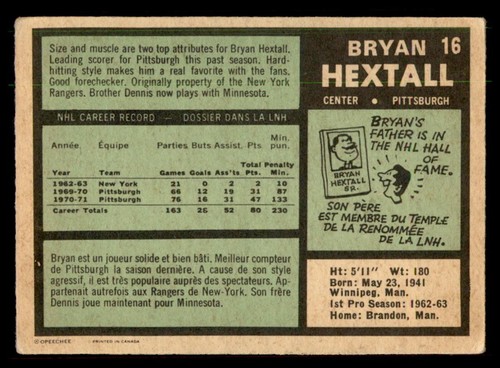 Size and muscle are two top attributes for Bryan Hextall.
Leading scorer for Pittsburgh this past season. Hard-
hitting style makes him a real favorite with the fans.
Good forechecker. Originally property of the New York
Rangers. Brother Dennis now plays with Minnesota.
BRYAN 16
HEXTALL
CENTER • PITTSBURGH
NHL CAREER RECORD — DOSSIER DANS LA LNH
Année. Équipe Parties Buts Assist. Pts. Min. pun.
Year Team Games Goals Ass'ts Total Pts. Penalty Min.
1962-63 New York 21 0 2 2 10
1969-70 Pittsburgh 66 12 19 31 87
1970-71 Pittsburgh 76 16 31 47 133
Career Totals 163 28 52 80 230
BRYAN'S
FATHER IS IN
THE NHL HALL
OF FAME.
BRYAN
HEXTALL
SR.
SON PÈRE
EST MEMBRE DU TEMPLE
DE LA RENOMMÉE
DE LA LNH.
Bryan est un joueur solide et bien bâti. Meilleur compteur
de Pittsburgh la saison dernière. A cause de son style
agressif, il est très populaire auprès des spectateurs. Ap-
partenait autrefois aux Rangers de New-York. Son frère
Dennis joue maintenant pour Minnesota.
Ht: 5'11" Wt: 180
Born: May 23, 1941
Winnipeg, Man.
1st Pro Season: 1962-63
Home: Brandon, Man.
© OPEECHEE PRINTED IN CANADA